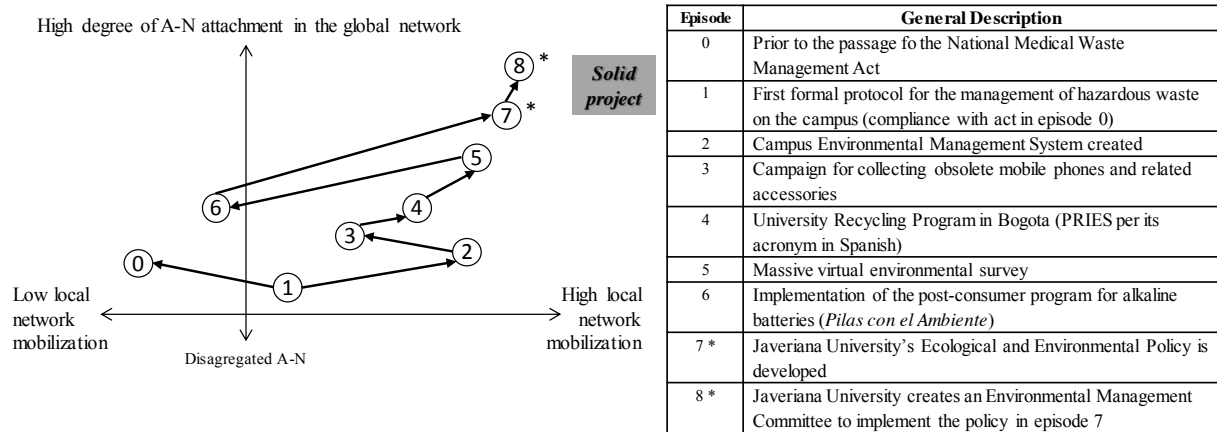 High degree of A-N attachment in the global network
8 *
Solid
project
7 *
5
6
4
3
2
0
1
Low local
network
mobilization
High local
network
mobilization
Disagregated A-N
Episode General Description
0 Prior to the passage fo the National Medical Waste
Management Act
1 First formal protocol for the management of hazardous waste
on the campus (compliance with act in episode 0)
2 Campus Environmental Management System created
3 Campaign for collecting obsolete mobile phones and related
accessories
4 University Recycling Program in Bogota (PRIES per its
acronym in Spanish)
5 Massive virtual environmental survey
6 Implementation of the post-consumer program for alkaline
batteries (Pilas con el Ambiente)
7 * Javeriana University’s Ecological and Environmental Policy is
developed
8 * Javeriana University creates an Environmental Management
Committee to implement the policy in episode 7